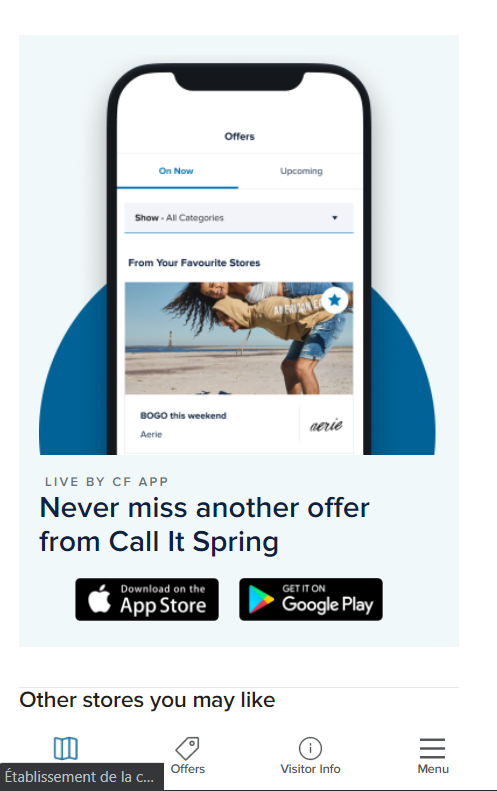 Offers
On Now
Upcoming
Show - All Categories
From Your Favourite Stores
BOGO this weekend
Aerie
aerie
LIVE BY CF APP
Never miss another offer
from Call It Spring
Download on the
App Store
GET IT ON
Google Play
Other stores you may like
Offers
Visitor Info
Menu
Établissement de la c...